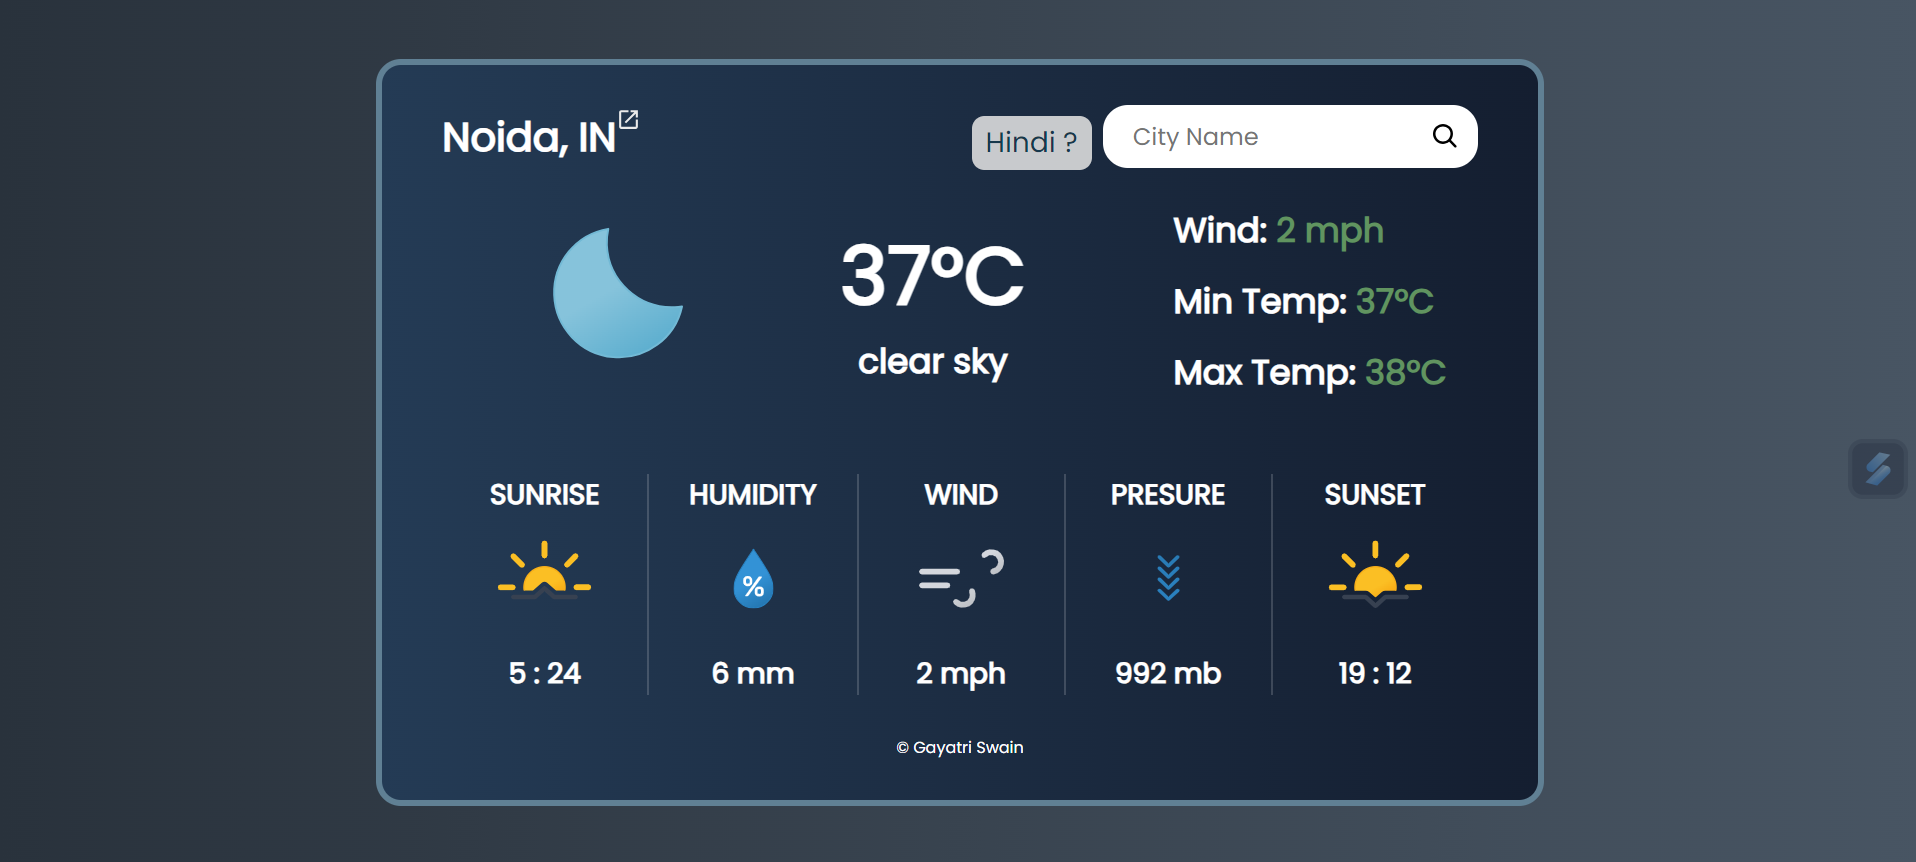 Noida, IN
Hindi ?
City Name
Wind: 2 mph
37°C
Min Temp: 37°C
clear sky
Max Temp: 38°C
SUNRISE
HUMIDITY
WIND
PRESURE
SUNSET
%
5 : 24
6 mm
2 mph
992 mb
19 : 12
© Gayatri Swain